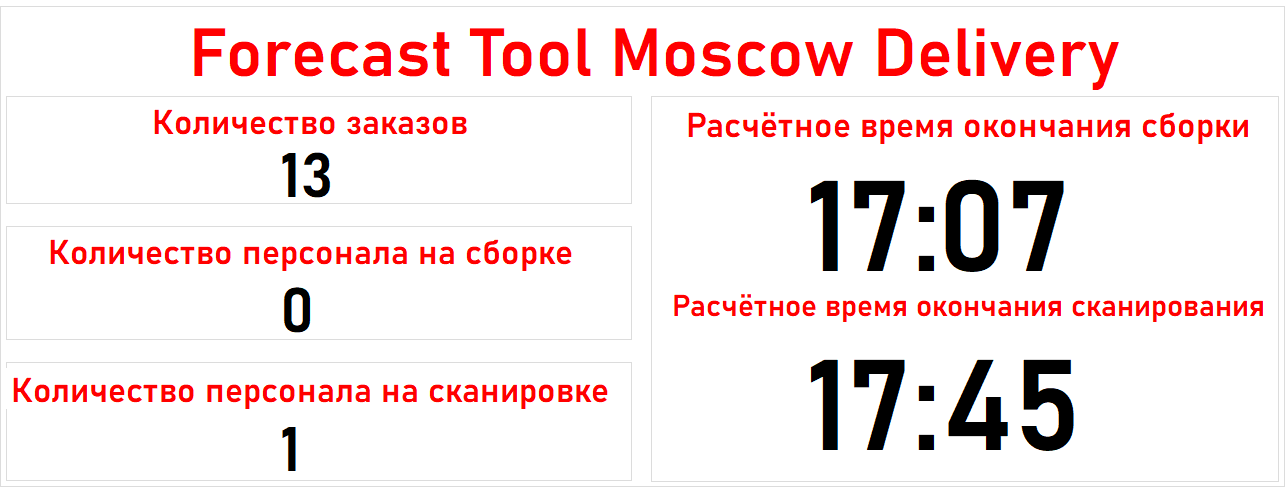 Forecast Tool Moscow Delivery
Количество заказов
13
Количество персонала на сборке
0
Количество персонала на сканировке
1
Расчётное время окончания сборки
17:07
Расчётное время окончания сканирования
17:45